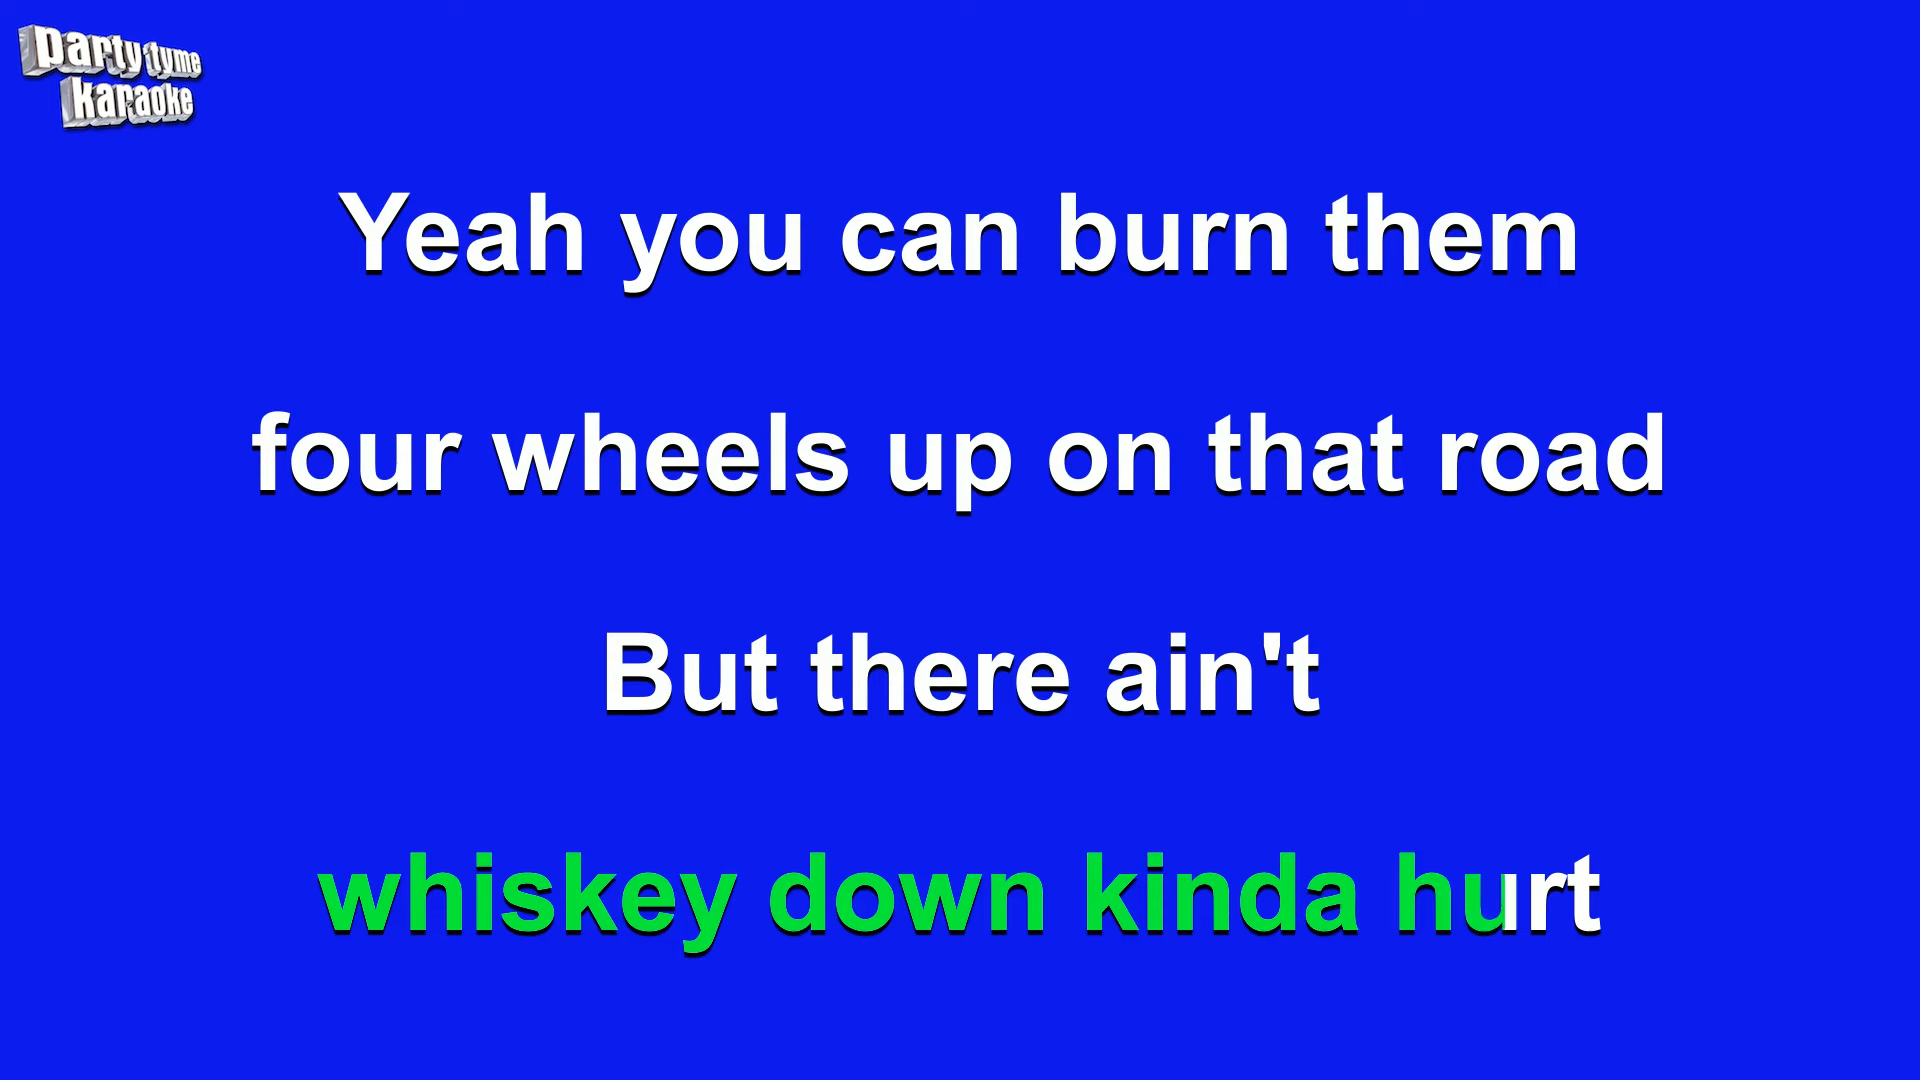 party tyme
karaoke
Yeah you can burn them
four wheels up on that road
But there ain't
whiskey down kinda hurt